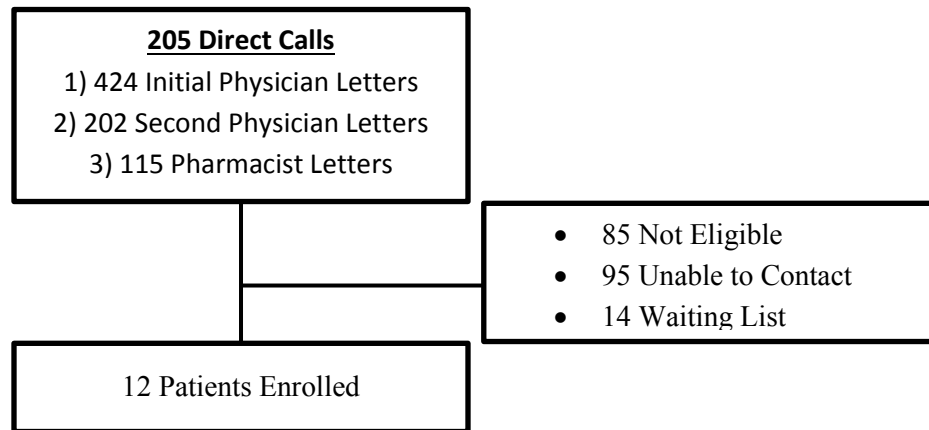 205 Direct Calls
1) 424 Initial Physician Letters
2) 202 Second Physician Letters
3) 115 Pharmacist Letters
• 85 Not Eligible
• 95 Unable to Contact
• 14 Waiting List
12 Patients Enrolled